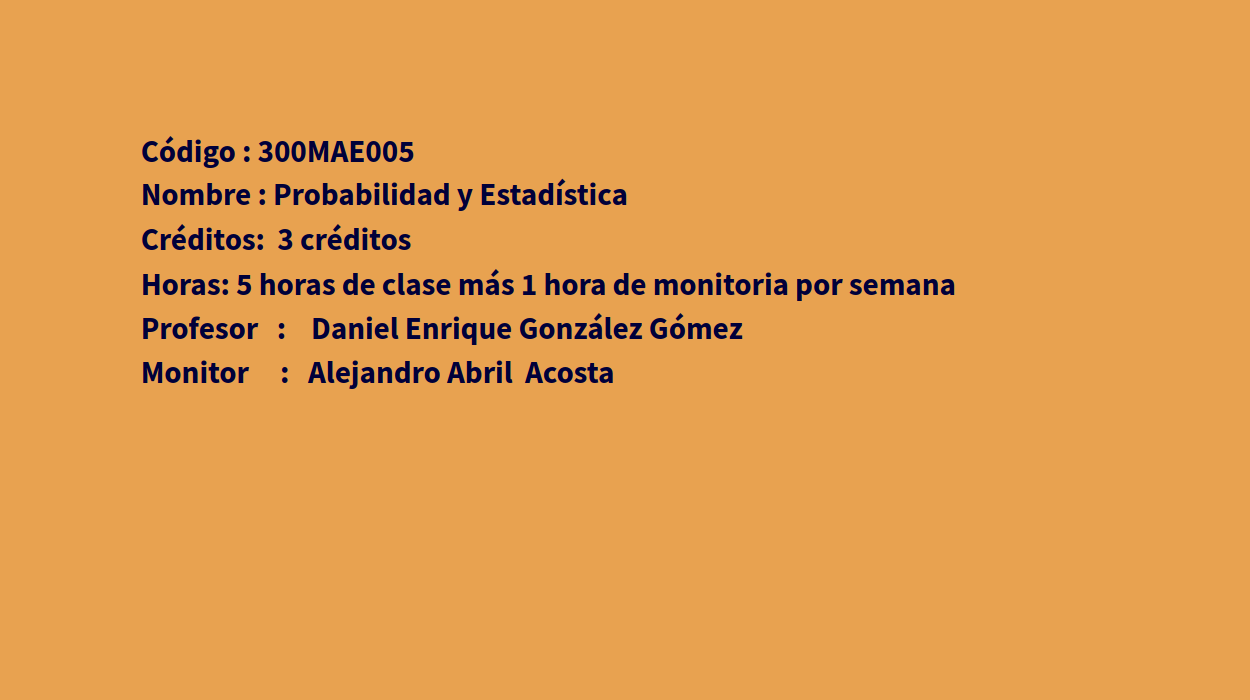 Código : 300MAE005
Nombre : Probabilidad y Estadística
Créditos:  3 créditos
Horas: 5 horas de clase más 1 hora de monitoria por semana
Profesor   :    Daniel Enrique González Gómez
Monitor     :   Alejandro Abril  Acosta